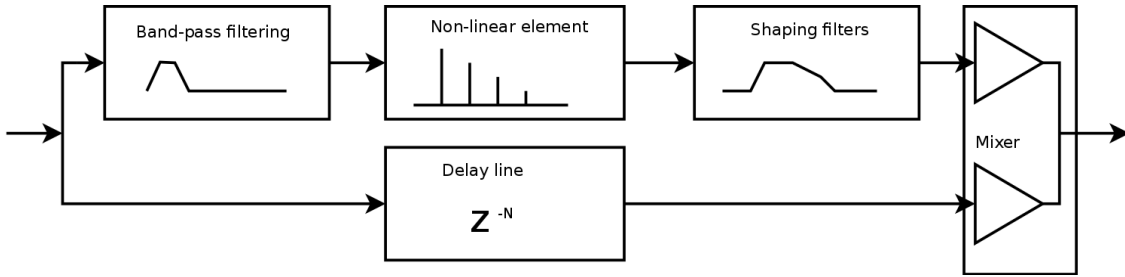 Band-pass filtering
Non-linear element
Shaping filters
Mixer
Delay line
Z -N